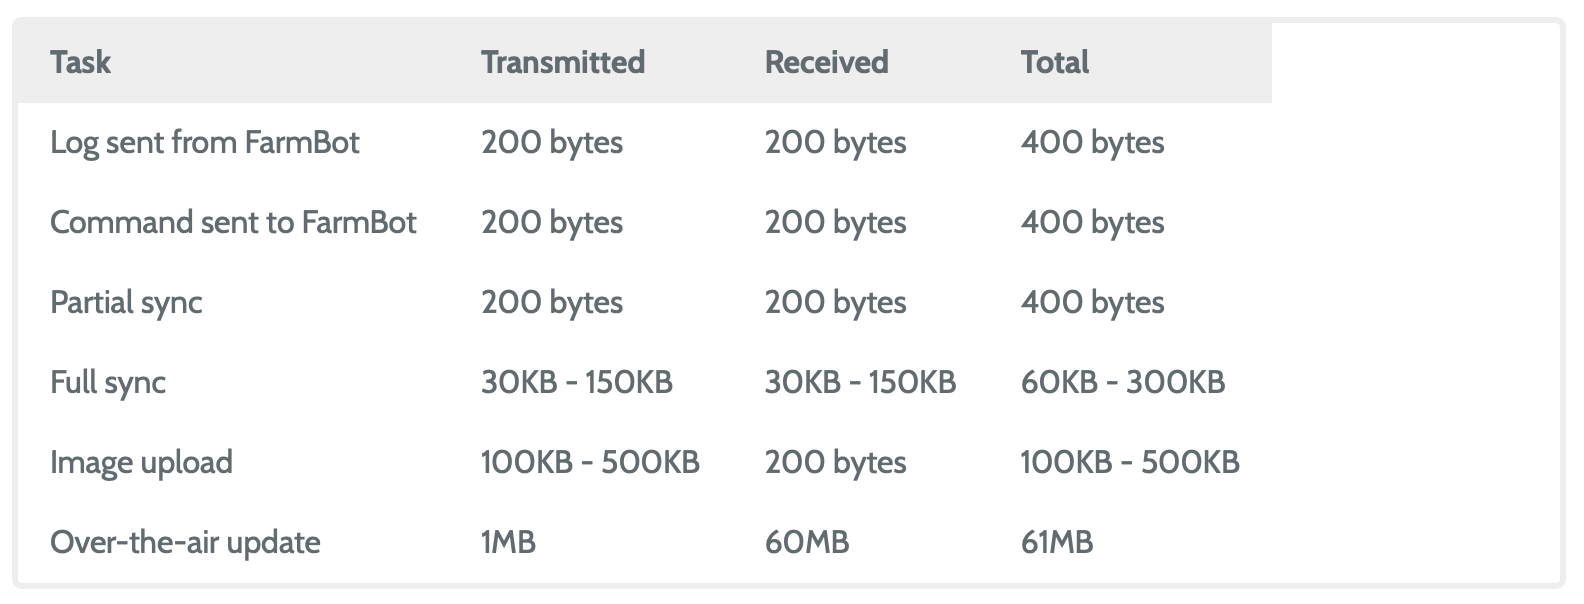 Task Transmitted Received Total
Log sent from FarmBot 200 bytes 200 bytes 400 bytes
Command sent to FarmBot 200 bytes 200 bytes 400 bytes
Partial sync 200 bytes 200 bytes 400 bytes
Full sync 30KB - 150KB 30KB - 150KB 60KB - 300KB
Image upload 100KB - 500KB 200 bytes 100KB - 500KB
Over-the-air update 1MB 60MB 61MB